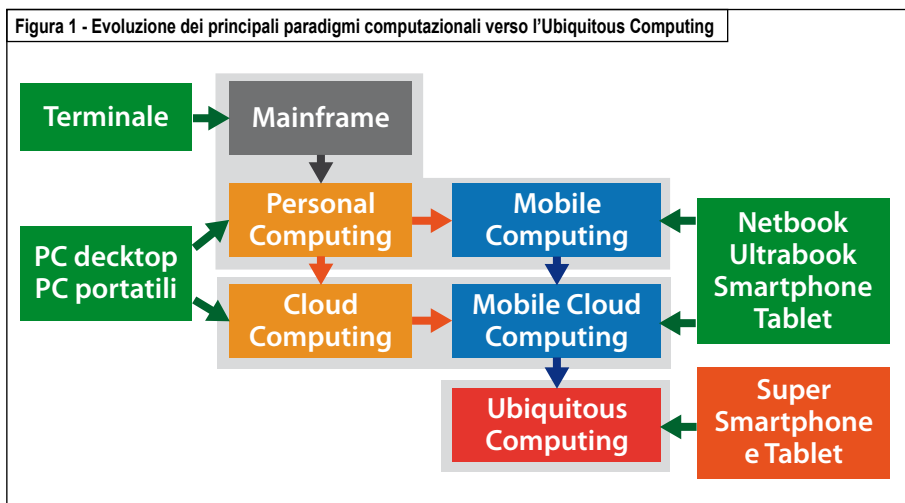 Figura 1 - Evoluzione dei principali paradigmi computazionali verso l'Ubiquitous Computing
Terminale
Mainframe
Personal
Computing
Mobile
Computing
PC decktop
PC portatili
Netbook
Ultrabook
Smartphone
Tablet
Cloud
Computing
Mobile Cloud
Computing
Ubiquitous
Computing
Super
Smartphone
e Tablet